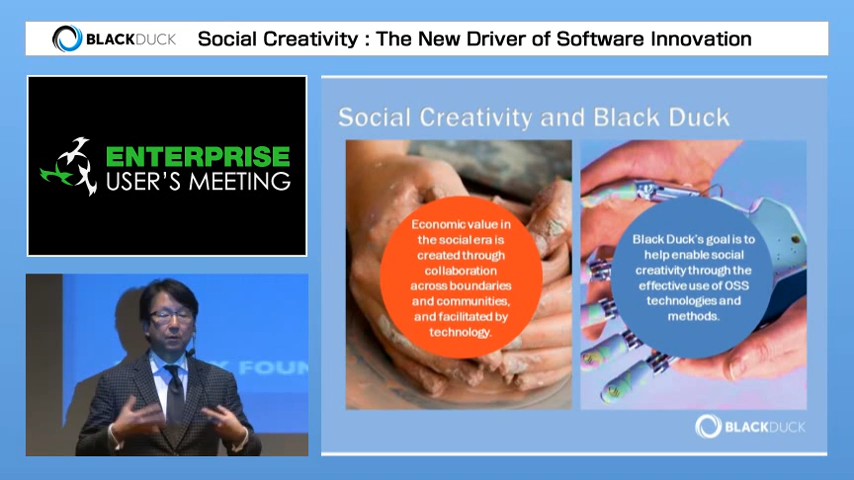 BLACKDUCK
Social Creativity : The New Driver of Software Innovation
ENTERPRISE
USER'S MEETING
Social Creativity and Black Duck
Economic value in
the social era is
created through
collaboration
across boundaries
and communities,
and facilitated by
technology.
Black Duck's goal is to
help enable social
creativity through the
effective use of OSS
technologies and
methods.
FOUN
BLACKDUCK